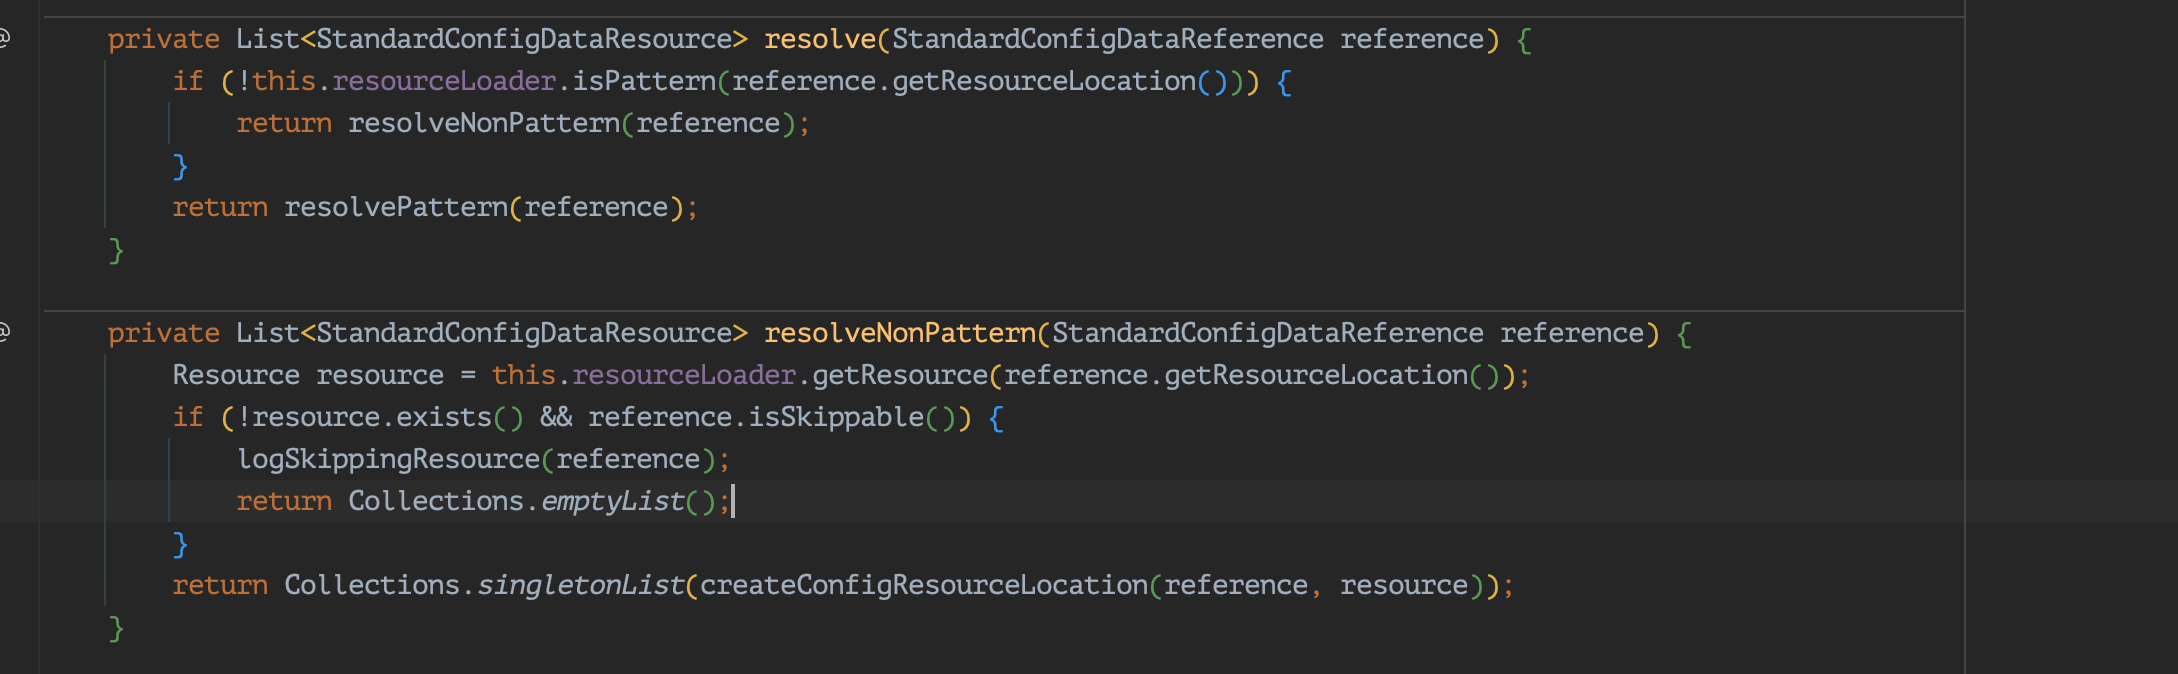 @ private List<StandardConfigDataResource> resolve(StandardConfigDataReference reference) {
if (!this.resourceLoader.isPattern(reference.getResourceLocation())) {
return resolveNonPattern(reference);
}
return resolvePattern(reference);
}
@ private List<StandardConfigDataResource> resolveNonPattern(StandardConfigDataReference reference) {
Resource resource = this.resourceLoader.getResource(reference.getResourceLocation());
if (!resource.exists() && reference.isSkippable()) {
logSkippingResource(reference);
return Collections.emptyList();
}
return Collections.singletonList(createConfigResourceLocation(reference, resource));
}